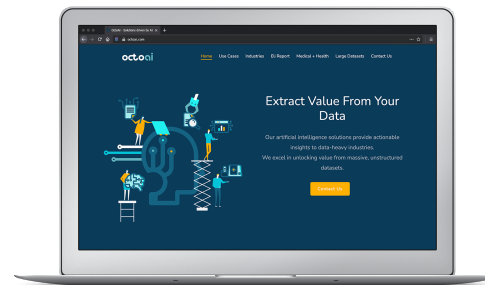 octoai.com
octoai
Home Use Cases Industries EU Report Medical + Health Large Datasets Contact Us
Extract Value From Your
Data
Our artificial intelligence solutions provide actionable
insights to data-heavy industries.
We excel in unlocking value from massive, unstructured
datasets.
Contact Us